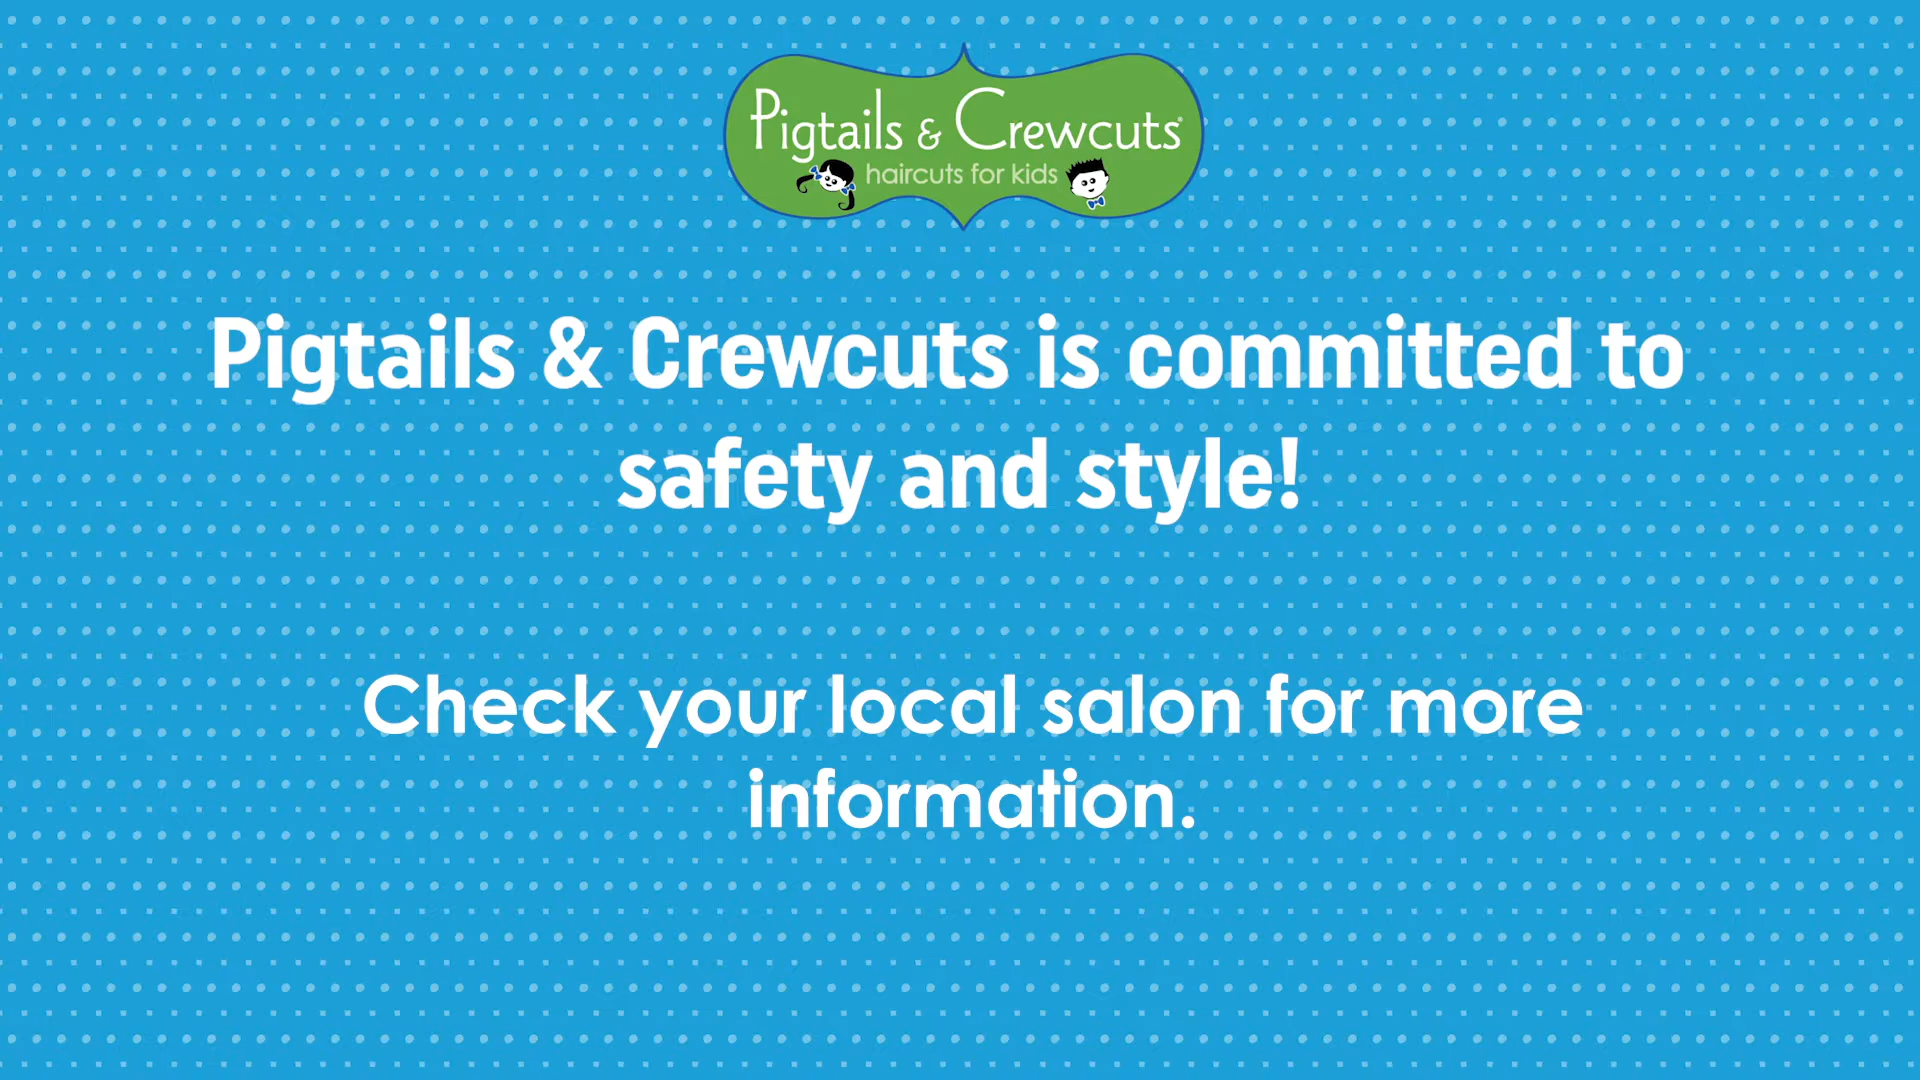 Pigtails & Crewcuts®
haircuts for kids
Pigtails & Crewcuts is committed to
safety and style!
Check your local salon for more
information.